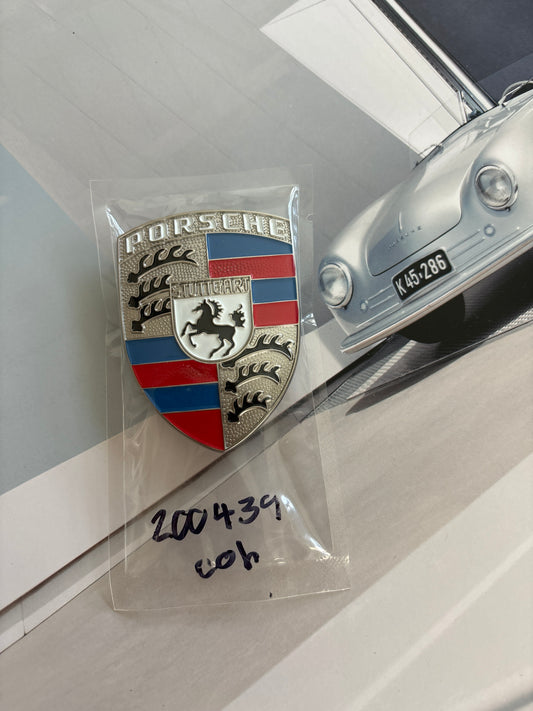 PORSCHE
STUTTGART
K 45·286
200439
coh